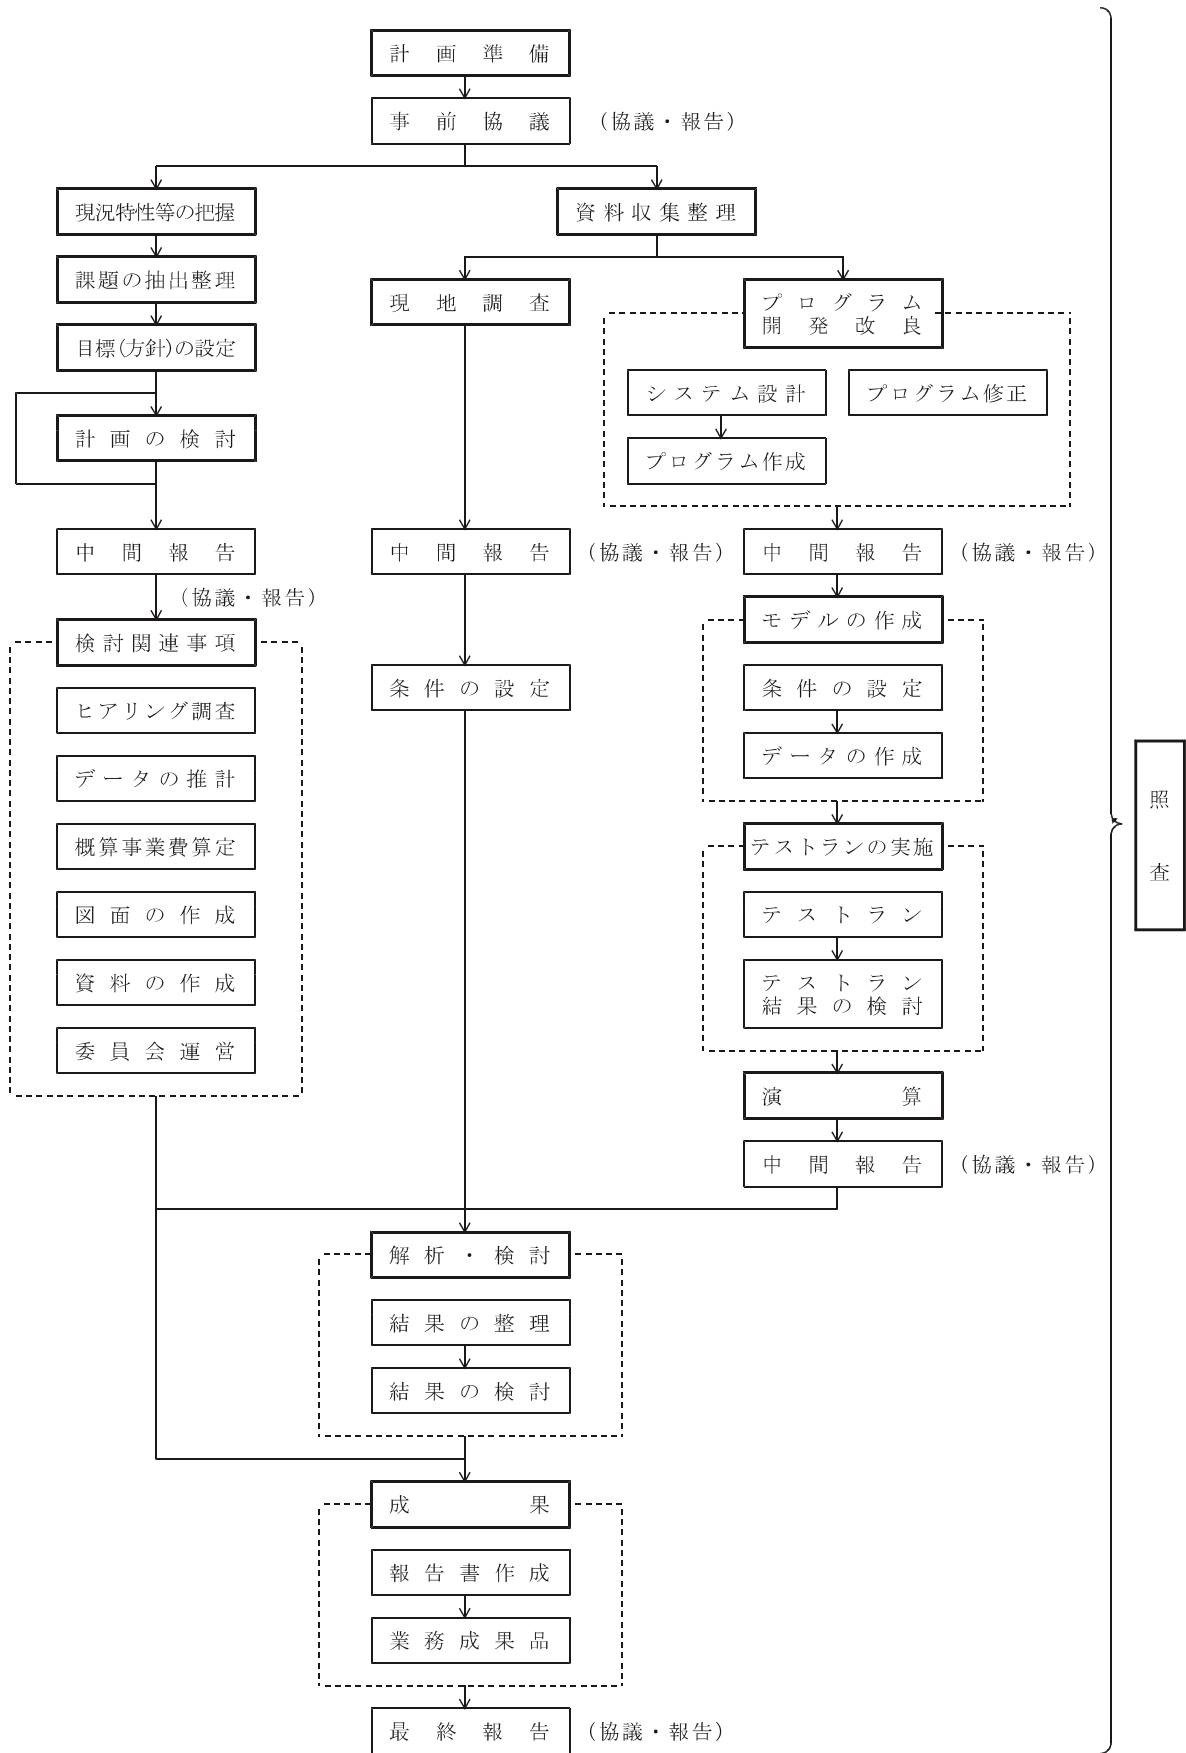 計画準備
事前協議
（協議・報告）
現況特性等の把握
課題の抽出整理
目標（方針）の設定
計画の検討
中間報告
（協議・報告）
検討関連事項
ヒアリング調査
データの推計
概算事業費算定
図面の作成
資料の作成
委員会運営
資料収集整理
現地調査
中間報告
（協議・報告）
条件の設定
プログラム
開発改良
システム設計
プログラム作成
プログラム修正
中間報告
（協議・報告）
モデルの作成
条件の設定
データの作成
テストランの実施
テストラン
テストラン
結果の検討
演算
中間報告
（協議・報告）
解析・検討
結果の整理
結果の検討
成果
報告書作成
業務成果品
最終報告
（協議・報告）
照査